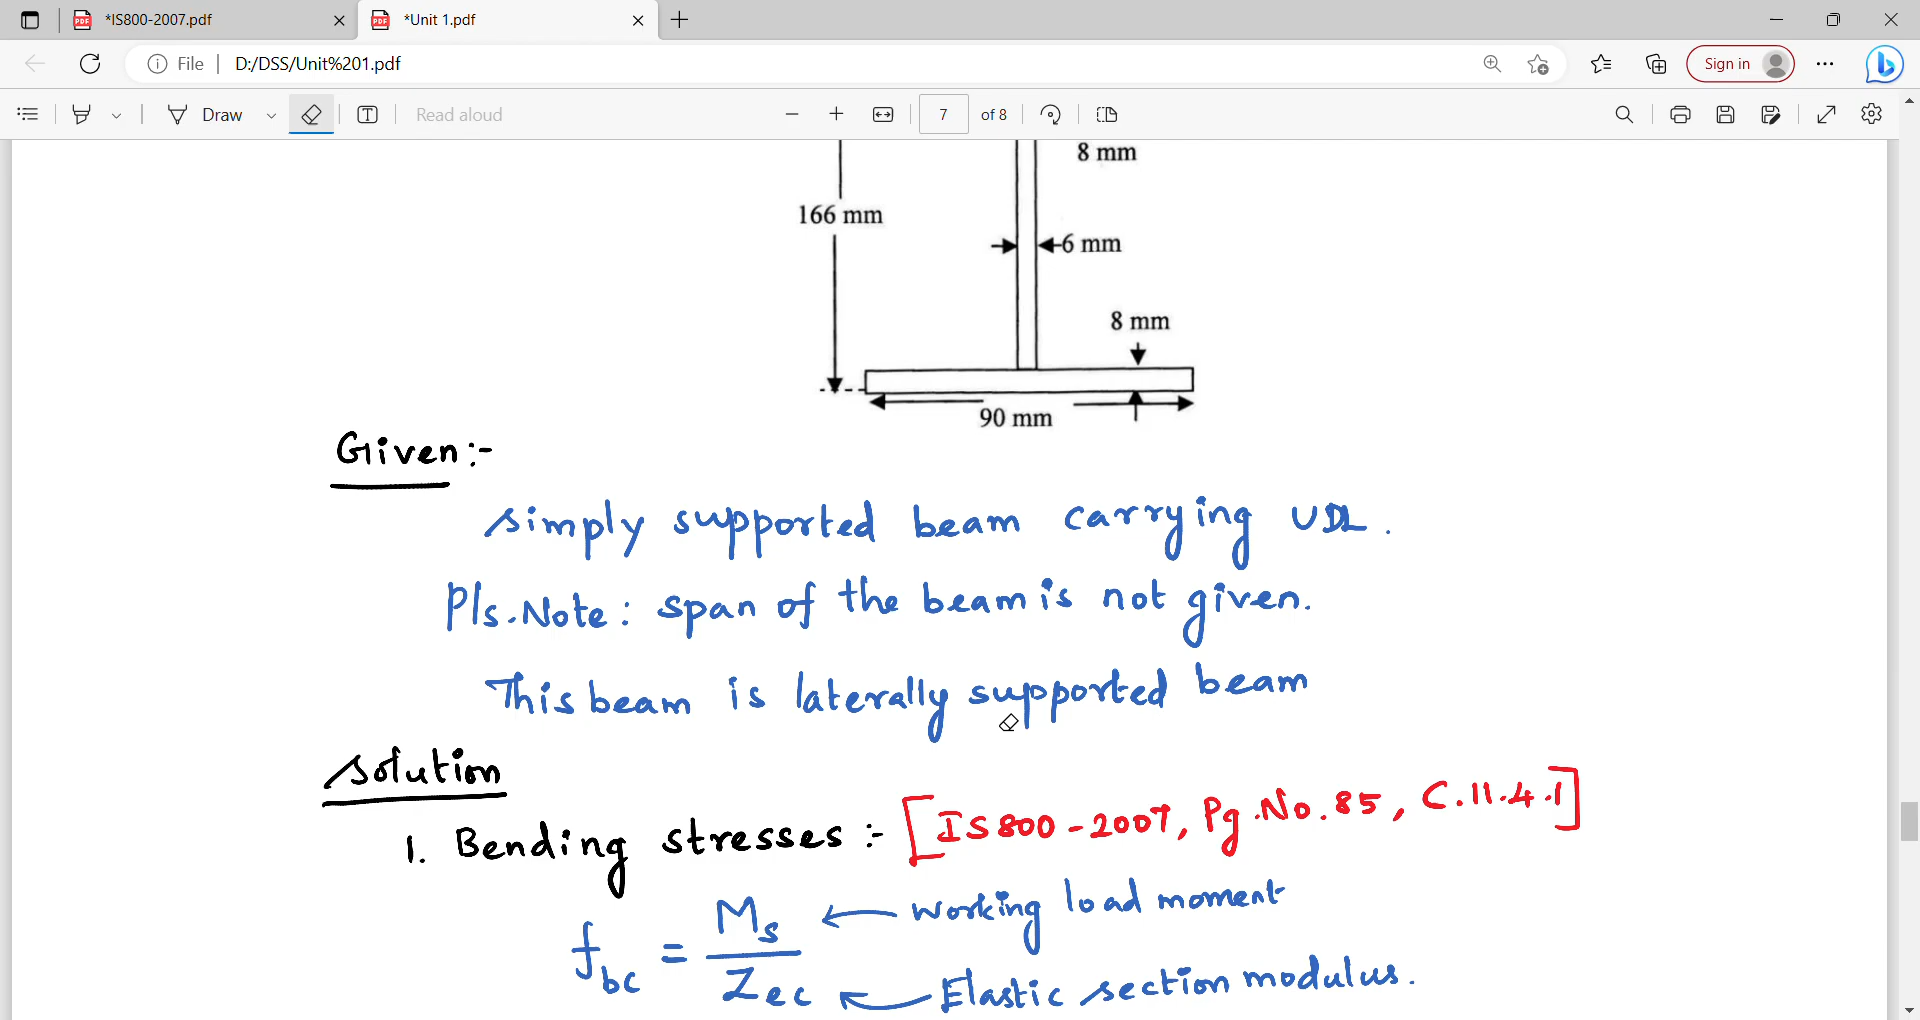 *IS800-2007.pdf
*Unit 1.pdf
File D:/DSS/Unit%201.pdf
Sign in
Draw
Read aloud
7 of 8
8 mm
166 mm
6 mm
8 mm
90 mm
Given:-
simply supported beam carrying UDL.
Pls. Note: span of the beam is not given.
This beam is laterally supported beam
Solution
1. Bending stresses :- [IS 800-2007, Pg.No. 85, C.11.4.1]
fbc = Ms / Zec
← Working load moment
← Elastic section modulus.